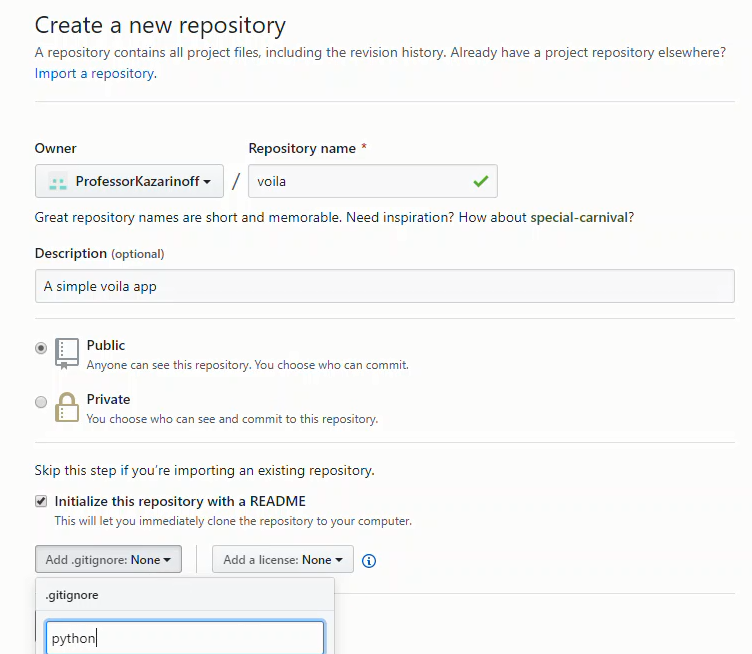 Create a new repository
A repository contains all project files, including the revision history. Already have a project repository elsewhere?
Import a repository.
Owner
Repository name *
ProfessorKazarinoff / voila
Great repository names are short and memorable. Need inspiration? How about special-carnival?
Description (optional)
A simple voila app
Public
Anyone can see this repository. You choose who can commit.
Private
You choose who can see and commit to this repository.
Skip this step if you're importing an existing repository.
Initialize this repository with a README
This will let you immediately clone the repository to your computer.
Add .gitignore: None
Add a license: None
.gitignore
python